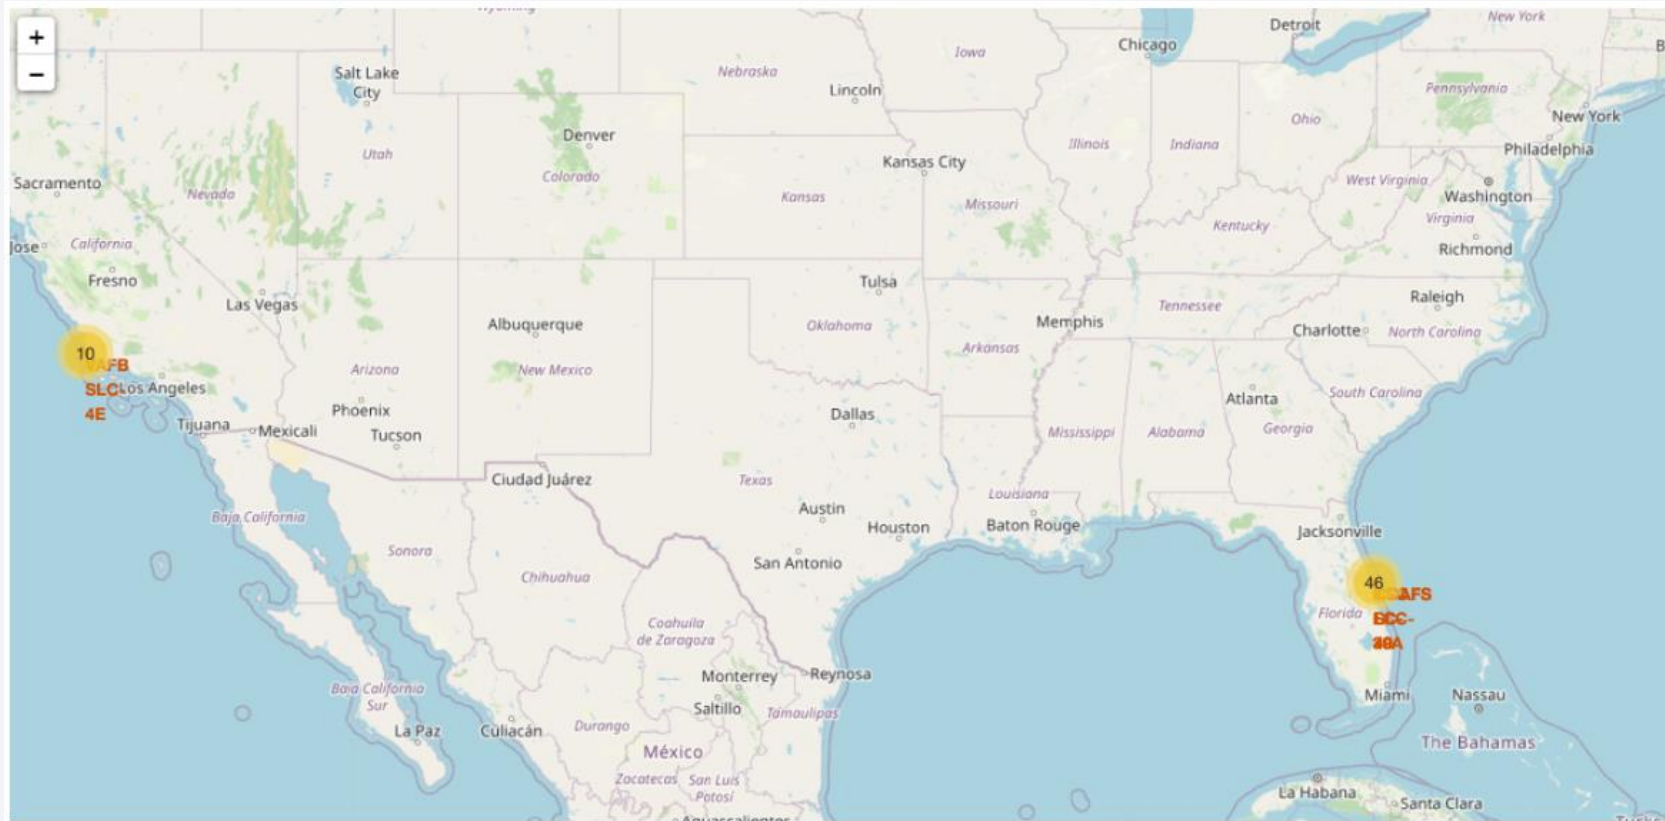 +
−
Wyoming
Detroit
New York
Chicago
Iowa
Salt Lake
City
Nebraska
Lincoln
Pennsylvania
New York
Ohio
Denver
Illinois
Indiana
Philadelphia
Utah
Kansas City
Colorado
West Virginia
Sacramento
Nevada
Kansas
Missouri
Washington
Kentucky
Virginia
Jose
California
Richmond
Fresno
Las Vegas
Tulsa
Raleigh
Tennessee
Albuquerque
Oklahoma
Memphis
Charlotte
North Carolina
10
VAFB
SLC-
4E
Los Angeles
Arizona
New Mexico
Arkansas
South Carolina
Phoenix
Atlanta
Dallas
Tijuana
Mexicali
Tucson
Mississippi
Alabama
Georgia
Ciudad Juárez
Texas
Louisiana
Austin
Baja California
Houston
Baton Rouge
Jacksonville
Sonora
San Antonio
Chihuahua
46
Florida
Coahuila
de Zaragoza
Monterrey
Reynosa
Baja California
Sur
Saltillo
Tamaulipas
Miami
Nassau
La Paz
Culiacán
Durango
México
The Bahamas
Zacatecas
San Luis
Potosí
La Habana
Santa Clara
Aguascalientes